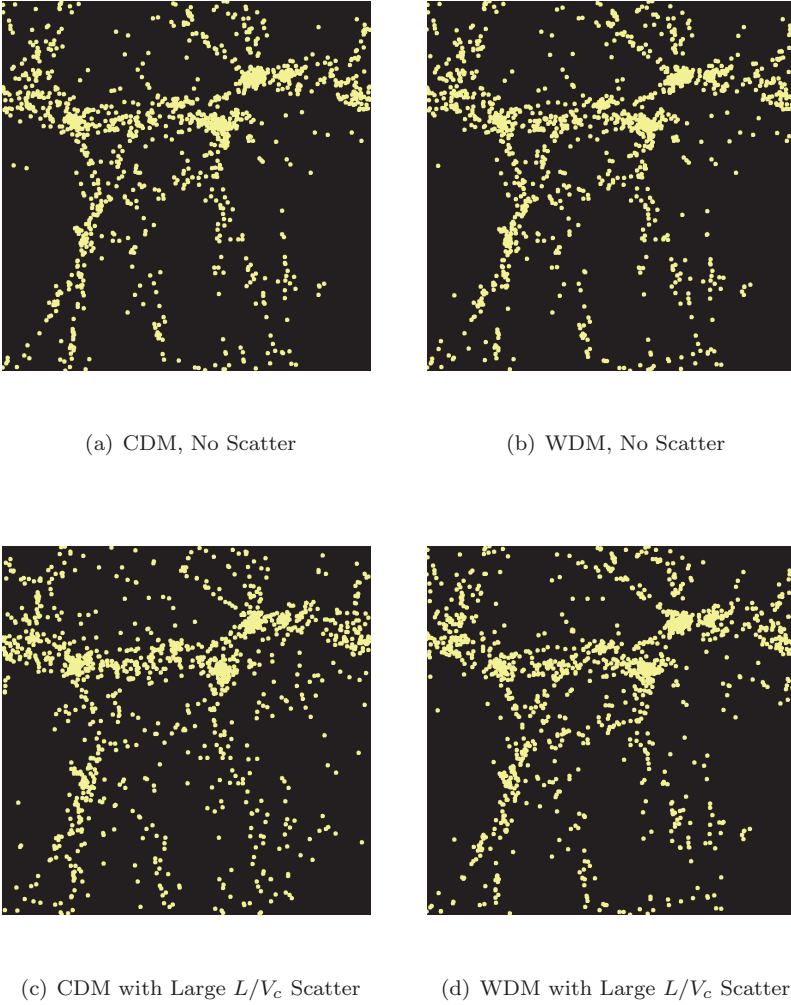 (a) CDM, No Scatter
(b) WDM, No Scatter
(c) CDM with Large L/V_c Scatter
(d) WDM with Large L/V_c Scatter